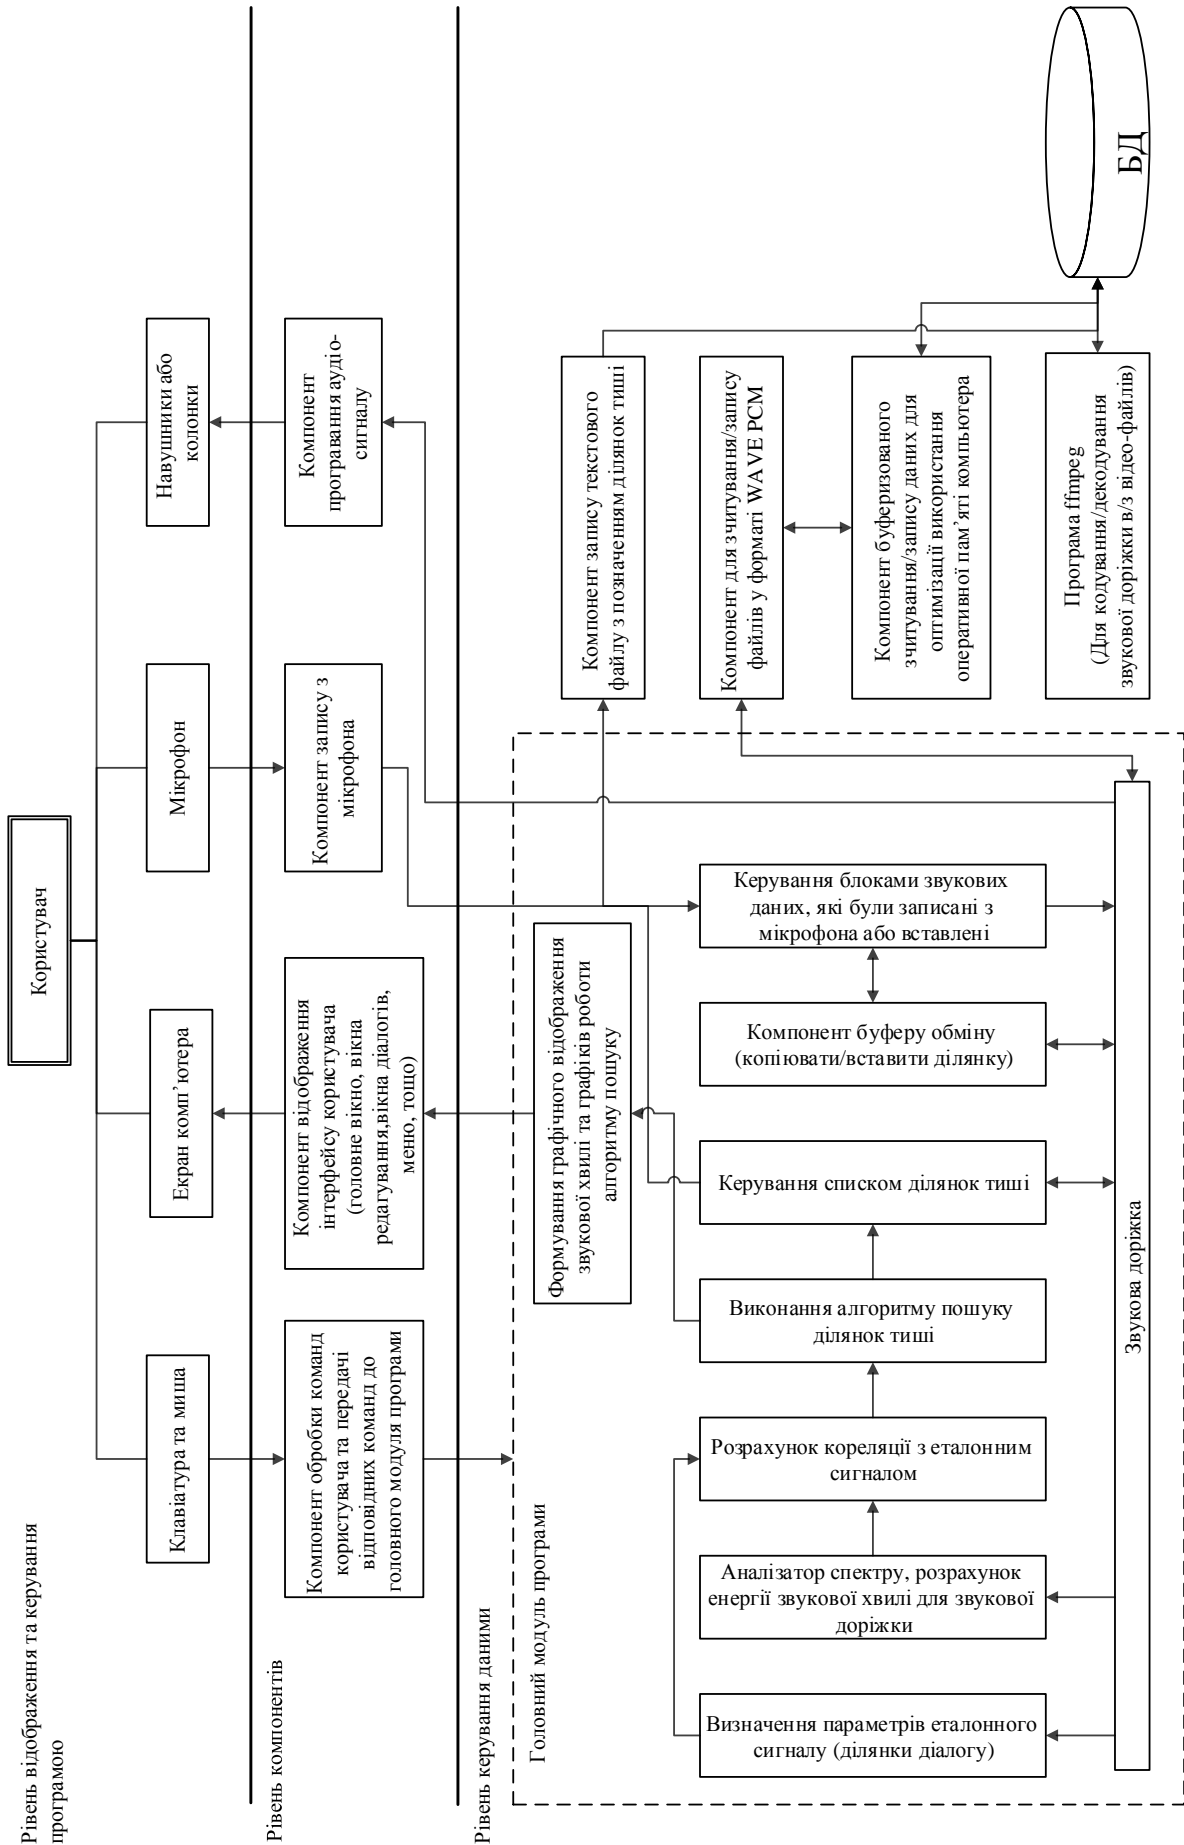 Рівень відображення та керування
програмою
Користувач
Клавіатура та миша
Екран комп’ютера
Мікрофон
Навушники або
колонки
Рівень компонентів
Компонент обробки команд
користувача та передачі
відповідних команд до
головного модуля програми
Компонент відображення
інтерфейсу користувача
(головне вікно, вікна
редагування,вікна діалогів,
меню, тощо)
Компонент запису з
мікрофона
Компонент
програвання аудіо-
сигналу
Рівень керування даними
Головний модуль програми
Формування графічного відображення
звукової хвилі та графіків роботи
алгоритму пошуку
Визначення параметрів еталонного
сигналу (ділянки діалогу)
Аналізатор спектру, розрахунок
енергії звукової хвилі для звукової
доріжки
Розрахунок кореляції з еталонним
сигналом
Виконання алгоритму пошуку
ділянок тиші
Керування списком ділянок тиші
Компонент буферу обміну
(копіювати/вставити ділянку)
Керування блоками звукових
даних, які були записані з
мікрофона або вставлені
Звукова доріжка
Компонент запису текстового
файлу з позначенням ділянок тиші
Компонент для зчитування/запису
файлів у форматі WAVE PCM
Компонент буферизованого
зчитування/запису даних для
оптимізації використання
оперативної пам’яті компьютера
Програма ffmpeg
(Для кодування/декодування
звукової доріжки в/з відео-файлів)
БД